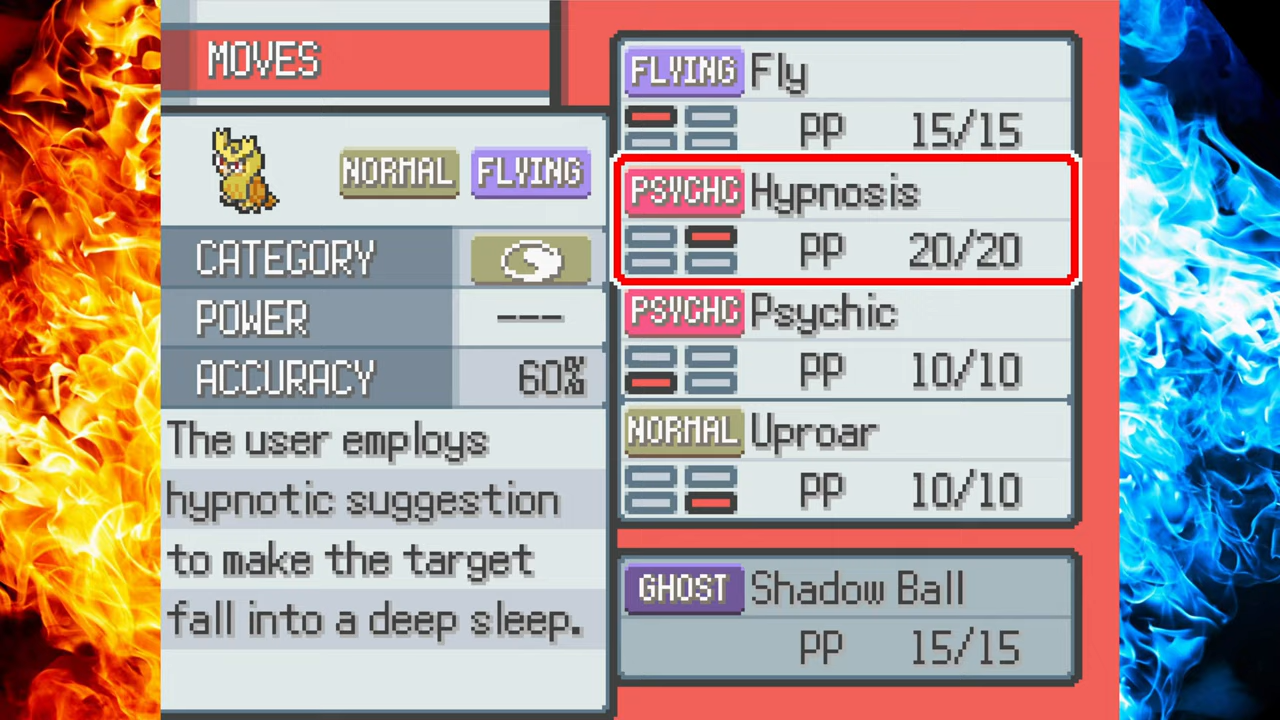 MOVES
NORMAL FLYING
CATEGORY
POWER ---
ACCURACY 60%
The user employs
hypnotic suggestion
to make the target
fall into a deep sleep.
FLYING Fly
PP 15/15
PSYCHC Hypnosis
PP 20/20
PSYCHC Psychic
PP 10/10
NORMAL Uproar
PP 10/10
GHOST Shadow Ball
PP 15/15